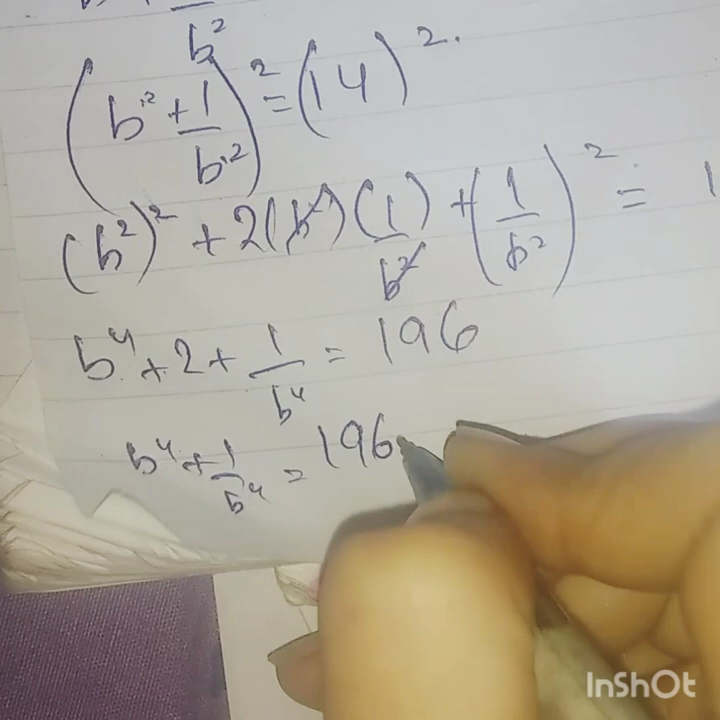 b²
(b² + 1/b²)² = (14)².
(b²)² + 2(b²)(1/b²) + (1/b²)² = 1
b⁴ + 2 + 1/b⁴ = 196
b⁴ + 1/b⁴ = 196
InShOt